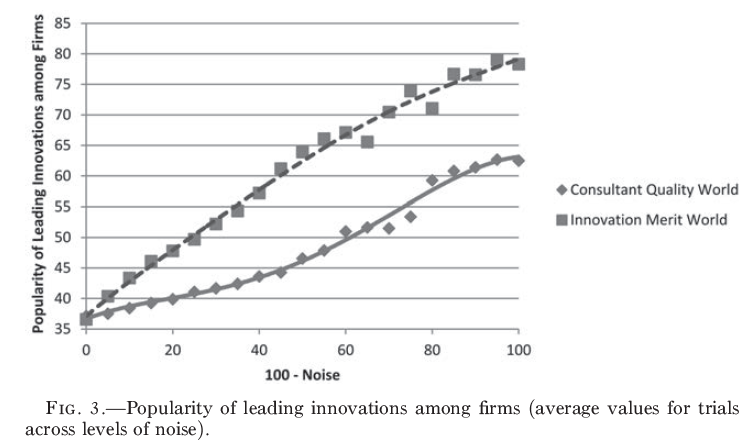 Popularity of Leading Innovations among Firms
85
80
75
70
65
60
55
50
45
40
35
0
20
40
60
80
100
100 - Noise
Consultant Quality World
Innovation Merit World
FIG. 3.—Popularity of leading innovations among firms (average values for trials
across levels of noise).